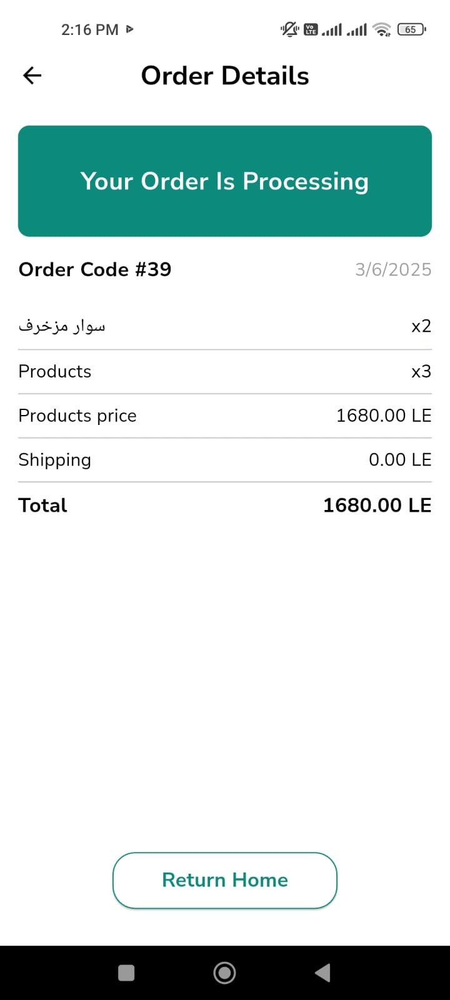 2:16 PM
Vo LTE
65
Order Details
Your Order Is Processing
Order Code #39 3/6/2025
سوار مزخرف x2
Products x3
Products price 1680.00 LE
Shipping 0.00 LE
Total 1680.00 LE
Return Home